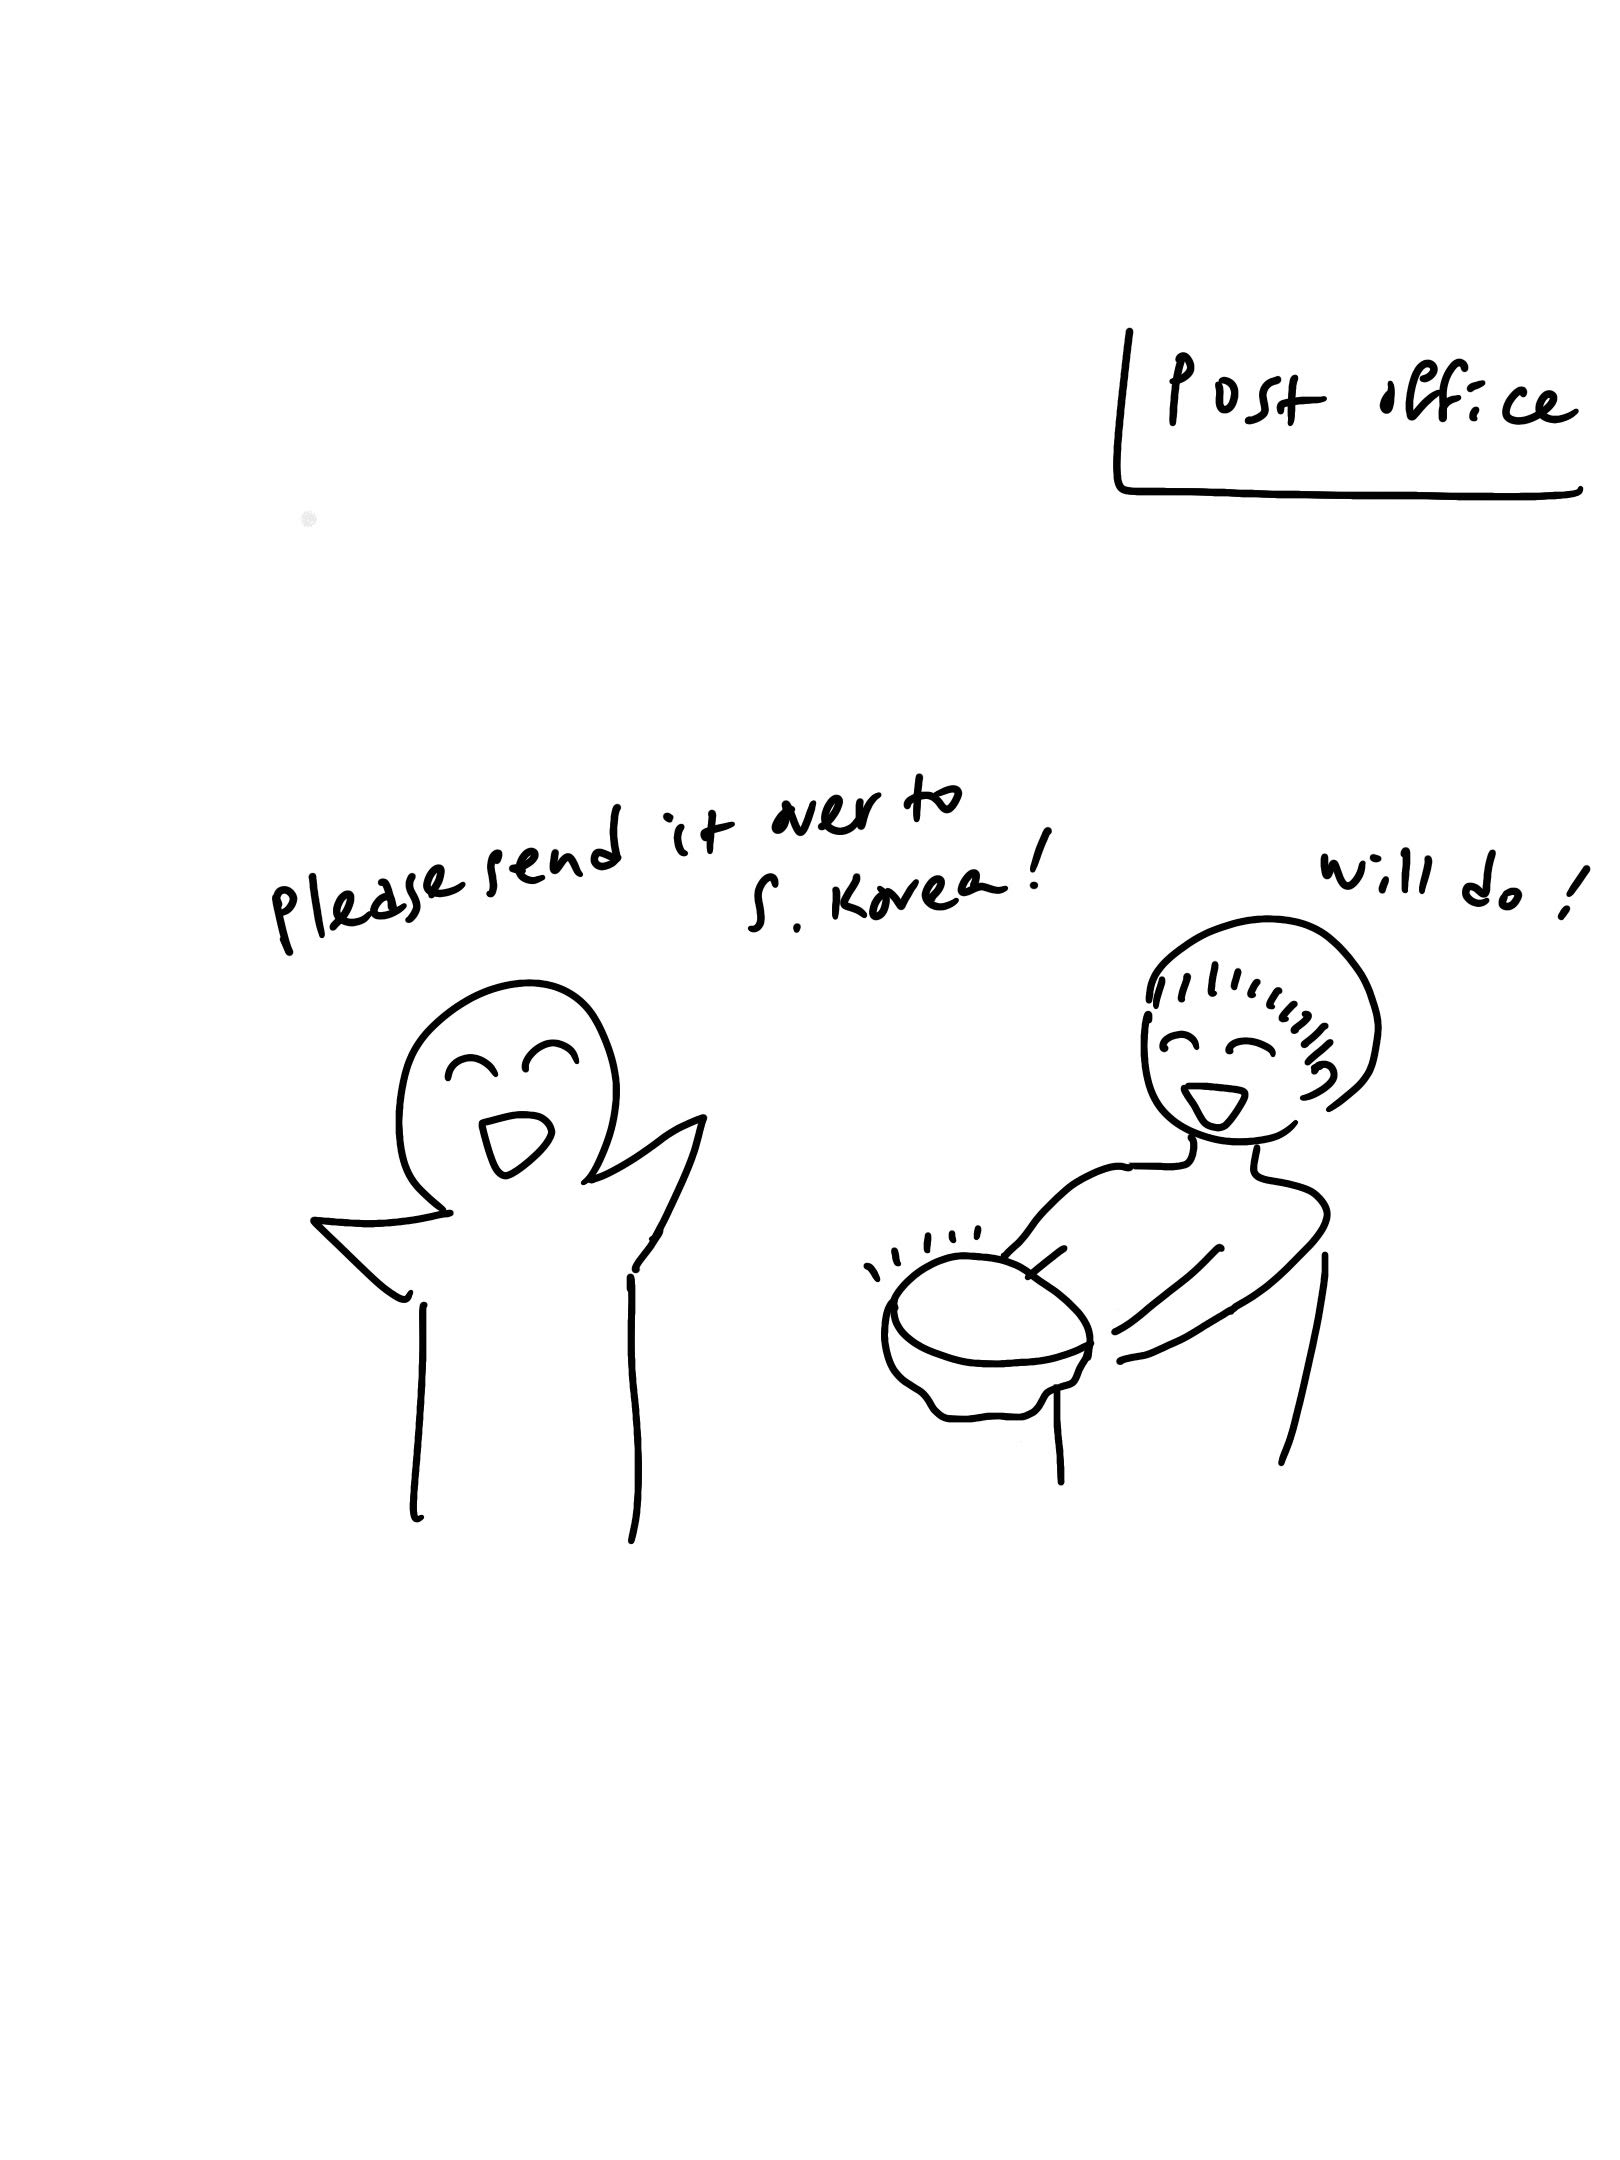 Post office
please send it over to
S. Korea!
will do!